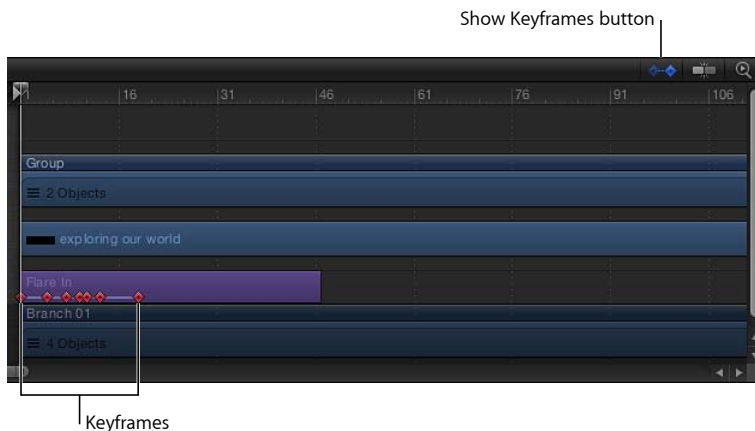 Show Keyframes button
1 16 31 46 61 76 91 106
Group
2 Objects
exploring our world
Flare In
Branch 01
4 Objects
Keyframes